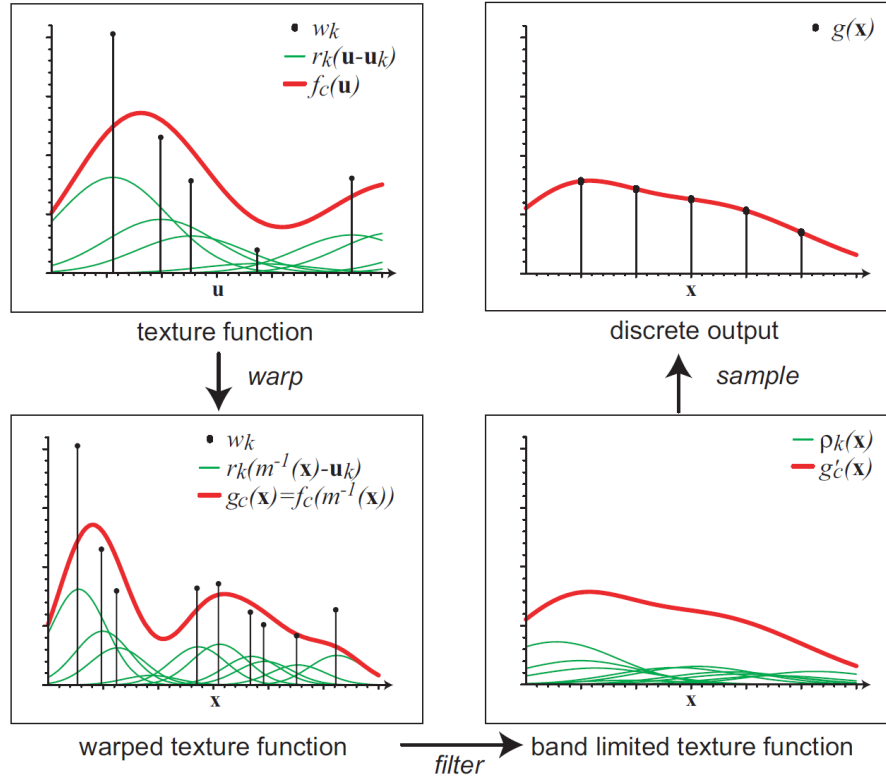 w_k
r_k(u-u_k)
f_c(u)
u
texture function
g(x)
x
discrete output
warp
sample
w_k
r_k(m⁻¹(x)-u_k)
g_c(x)=f_c(m⁻¹(x))
x
warped texture function
ρ_k(x)
g'_c(x)
x
band limited texture function
filter